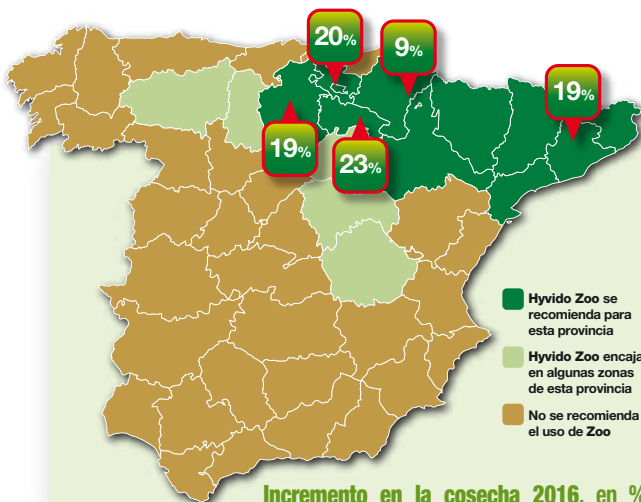 20%
9%
19%
19%
23%
Hyvido Zoo se
recomienda para
esta provincia
Hyvido Zoo encaja
en algunas zonas
de esta provincia
No se recomienda
el uso de Zoo
Incremento en la cosecha 2016, en %